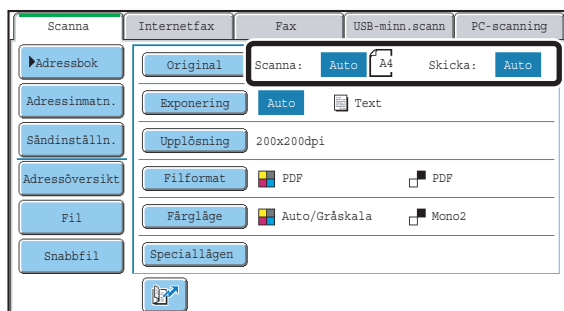 Scanna Internetfax Fax USB-minn.scann PC-scanning
Adressbok Original Scanna: Auto A4 Skicka: Auto
Adressinmatn. Exponering Auto Text
Sändinställn. Upplösning 200x200dpi
Adressöversikt Filformat PDF PDF
Fil Färgläge Auto/Gråskala Mono2
Snabbfil Speciallägen